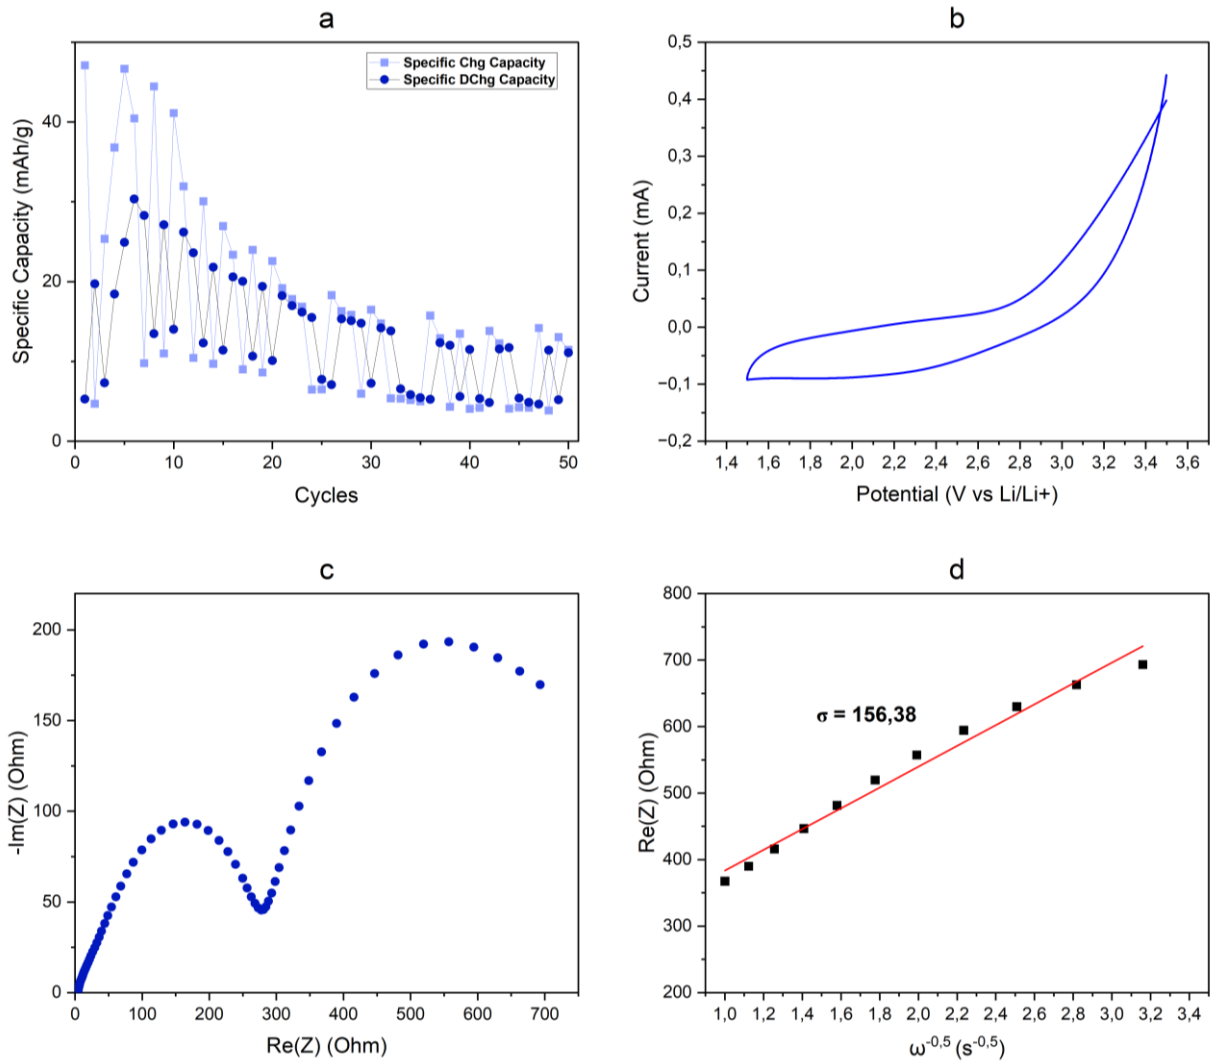 a
Specific Chg Capacity
Specific DChg Capacity
Specific Capacity (mAh/g)
40
20
0
0 10 20 30 40 50
Cycles
b
Current (mA)
0,5
0,4
0,3
0,2
0,1
0,0
−0,1
−0,2
1,4 1,6 1,8 2,0 2,2 2,4 2,6 2,8 3,0 3,2 3,4 3,6
Potential (V vs Li/Li+)
c
-Im(Z) (Ohm)
200
150
100
50
0
0 100 200 300 400 500 600 700
Re(Z) (Ohm)
d
Re(Z) (Ohm)
800
700
600
500
400
300
200
σ = 156,38
1,0 1,2 1,4 1,6 1,8 2,0 2,2 2,4 2,6 2,8 3,0 3,2 3,4
ω-0,5 (s-0,5)